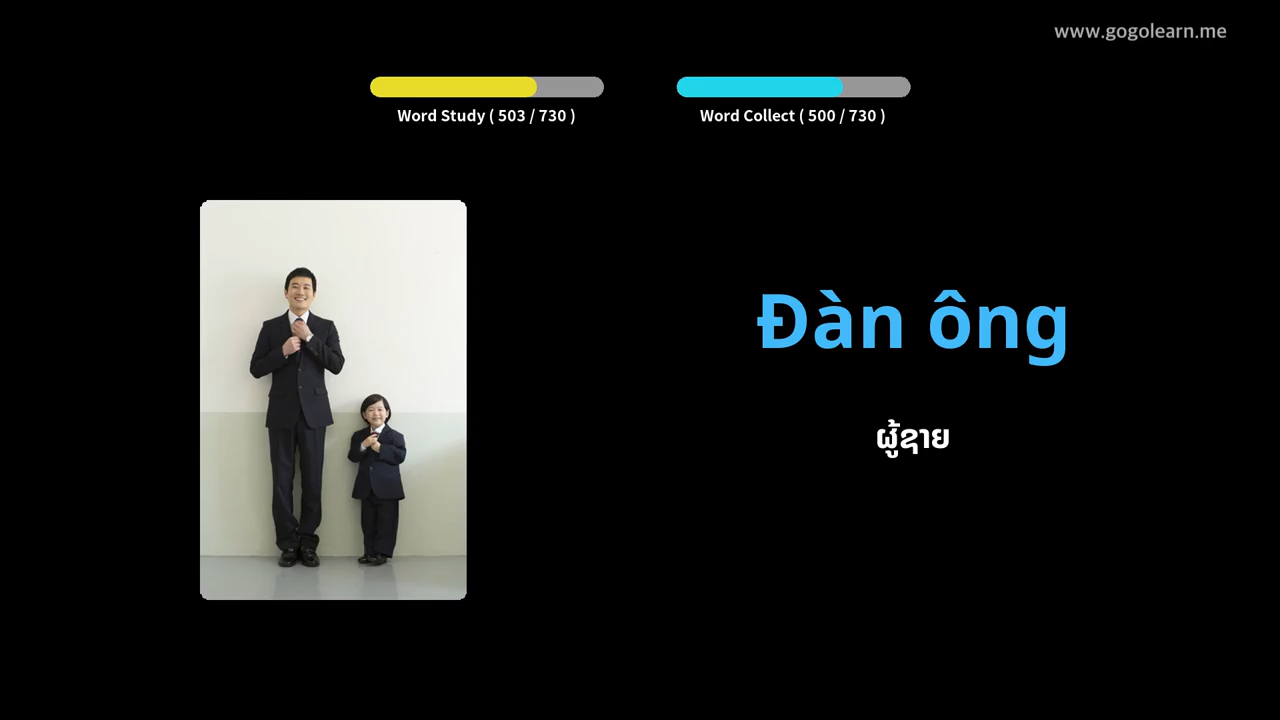 www.gogolearn.me
Word Study ( 503 / 730 )
Word Collect ( 500 / 730 )
Đàn ông
ຜູ້ຊາຍ